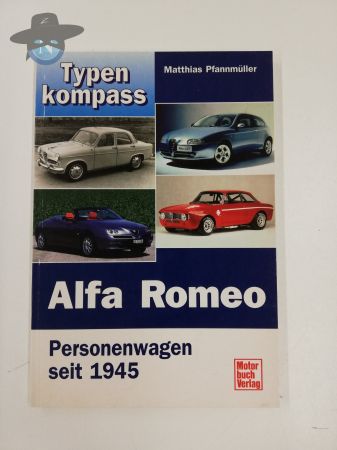 Typen
kompass
Matthias Pfannmüller
Alfa Romeo
Personenwagen
seit 1945
Motor
buch
Verlag